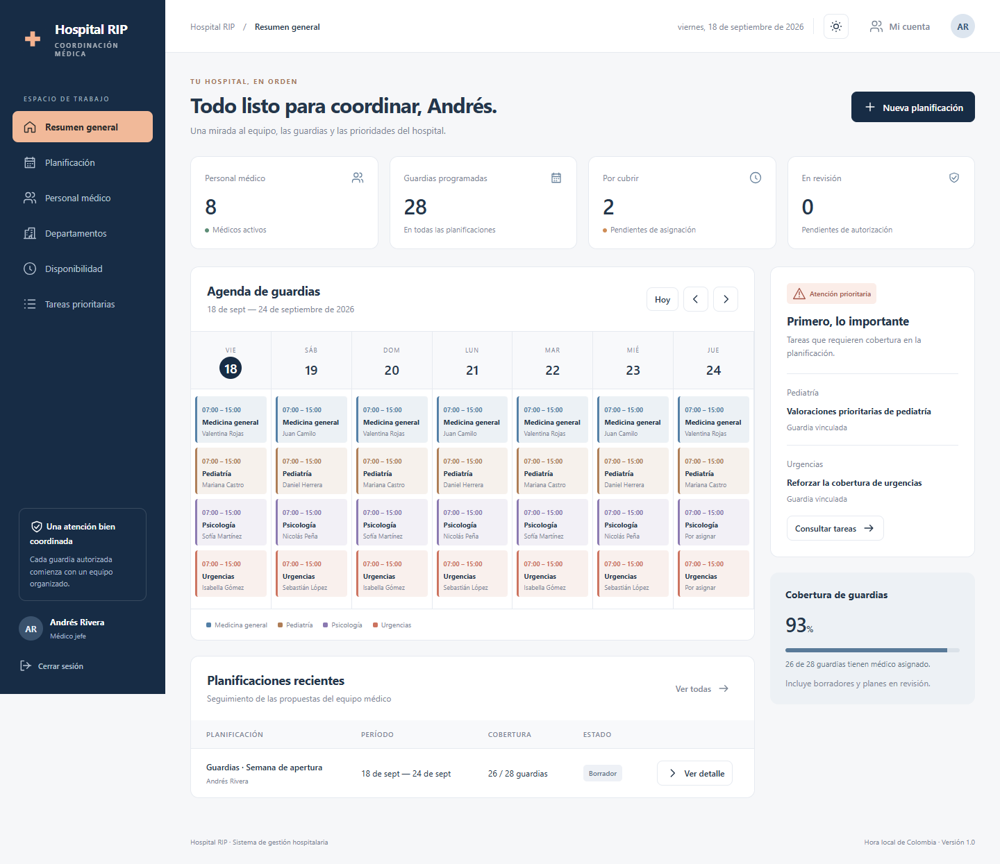 Hospital RIP
COORDINACIÓN
MÉDICA
ESPACIO DE TRABAJO
Resumen general
Planificación
Personal médico
Departamentos
Disponibilidad
Tareas prioritarias
Una atención bien
coordinada
Cada guardia autorizada
comienza con un equipo
organizado.
AR
Andrés Rivera
Médico jefe
Cerrar sesión
Hospital RIP / Resumen general
viernes, 18 de septiembre de 2026
Mi cuenta
AR
TU HOSPITAL, EN ORDEN
Todo listo para coordinar, Andrés.
Una mirada al equipo, las guardias y las prioridades del hospital.
Nueva planificación
Personal médico
8
Médicos activos
Guardias programadas
28
En todas las planificaciones
Por cubrir
2
Pendientes de asignación
En revisión
0
Pendientes de autorización
Agenda de guardias
18 de sept — 24 de septiembre de 2026
Hoy
VIE SÁB DOM LUN MAR MIÉ JUE
18 19 20 21 22 23 24
07:00 – 15:00 07:00 – 15:00 07:00 – 15:00 07:00 – 15:00 07:00 – 15:00 07:00 – 15:00 07:00 – 15:00
Medicina general Medicina general Medicina general Medicina general Medicina general Medicina general Medicina general
Valentina Rojas Juan Camilo Valentina Rojas Juan Camilo Valentina Rojas Juan Camilo Valentina Rojas
07:00 – 15:00 07:00 – 15:00 07:00 – 15:00 07:00 – 15:00 07:00 – 15:00 07:00 – 15:00 07:00 – 15:00
Pediatría Pediatría Pediatría Pediatría Pediatría Pediatría Pediatría
Mariana Castro Daniel Herrera Mariana Castro Daniel Herrera Mariana Castro Daniel Herrera Mariana Castro
07:00 – 15:00 07:00 – 15:00 07:00 – 15:00 07:00 – 15:00 07:00 – 15:00 07:00 – 15:00 07:00 – 15:00
Psicología Psicología Psicología Psicología Psicología Psicología Psicología
Sofía Martínez Nicolás Peña Sofía Martínez Nicolás Peña Sofía Martínez Nicolás Peña Por asignar
07:00 – 15:00 07:00 – 15:00 07:00 – 15:00 07:00 – 15:00 07:00 – 15:00 07:00 – 15:00 07:00 – 15:00
Urgencias Urgencias Urgencias Urgencias Urgencias Urgencias Urgencias
Isabella Gómez Sebastián López Isabella Gómez Sebastián López Isabella Gómez Sebastián López Por asignar
Medicina general Pediatría Psicología Urgencias
Atención prioritaria
Primero, lo importante
Tareas que requieren cobertura en la
planificación.
Pediatría
Valoraciones prioritarias de pediatría
Guardia vinculada
Urgencias
Reforzar la cobertura de urgencias
Guardia vinculada
Consultar tareas
Cobertura de guardias
93%
26 de 28 guardias tienen médico asignado.
Incluye borradores y planes en revisión.
Planificaciones recientes
Seguimiento de las propuestas del equipo médico
Ver todas
PLANIFICACIÓN PERÍODO COBERTURA ESTADO
Guardias · Semana de apertura
Andrés Rivera
18 de sept — 24 de sept
26 / 28 guardias
Borrador
Ver detalle
Hospital RIP · Sistema de gestión hospitalaria
Hora local de Colombia · Versión 1.0